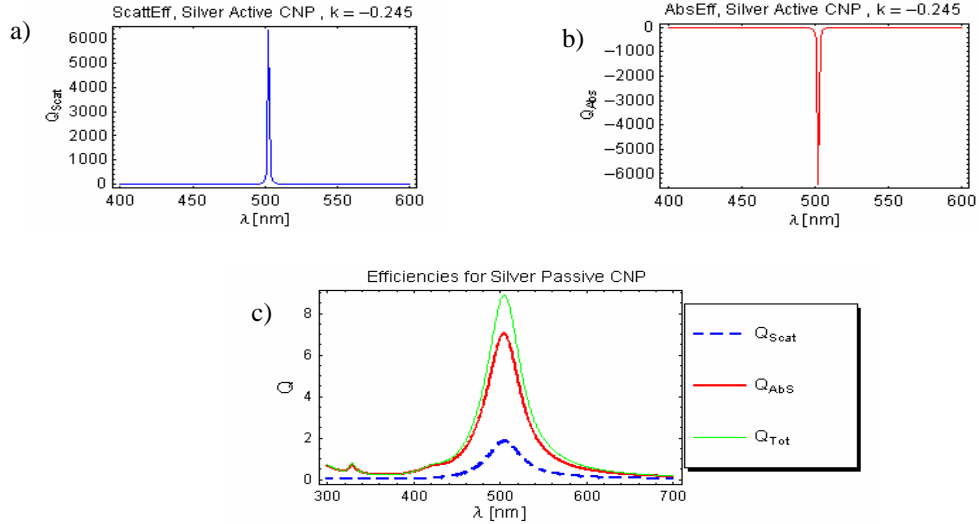 a)
ScattEff, Silver Active CNP , k = −0.245
QScat
6000
5000
4000
3000
2000
1000
0
400 450 500 550 600
λ [nm]
b)
AbsEff, Silver Active CNP , k = −0.245
QAbs
0
−1000
−2000
−3000
−4000
−5000
−6000
400 450 500 550 600
λ [nm]
c)
Efficiencies for Silver Passive CNP
Q
8
6
4
2
0
300 400 500 600 700
λ [nm]
QScat
QAbS
QTot